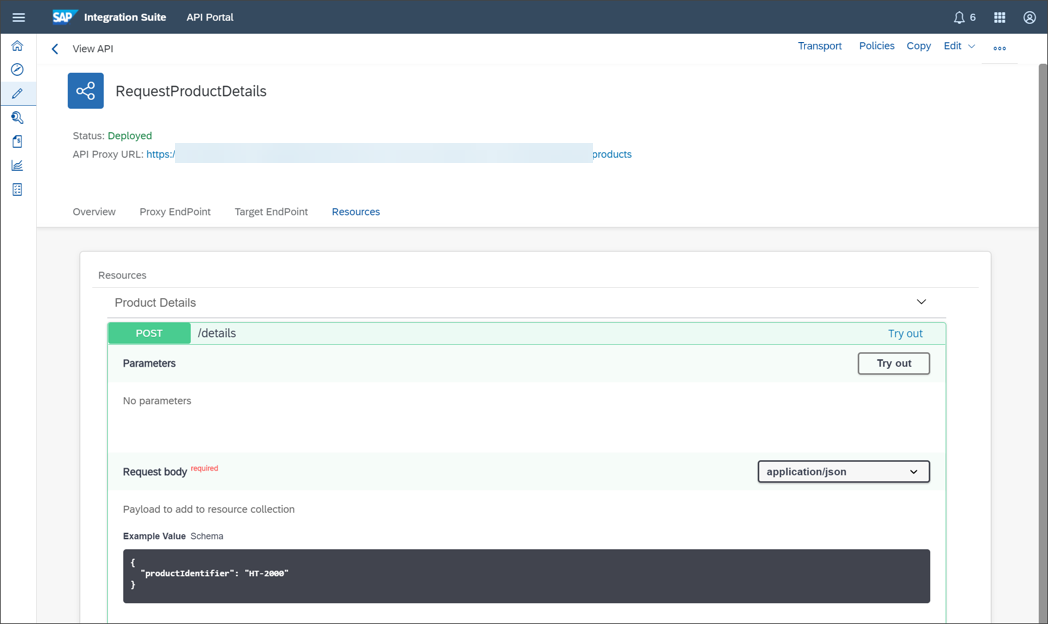 SAP Integration Suite API Portal 6
View API Transport Policies Copy Edit
RequestProductDetails
Status: Deployed
API Proxy URL: https:/ products
Overview Proxy EndPoint Target EndPoint Resources
Resources
Product Details
POST /details Try out
Parameters Try out
No parameters
Request body required application/json
Payload to add to resource collection
Example Value Schema
{
"productIdentifier": "HT-2000"
}